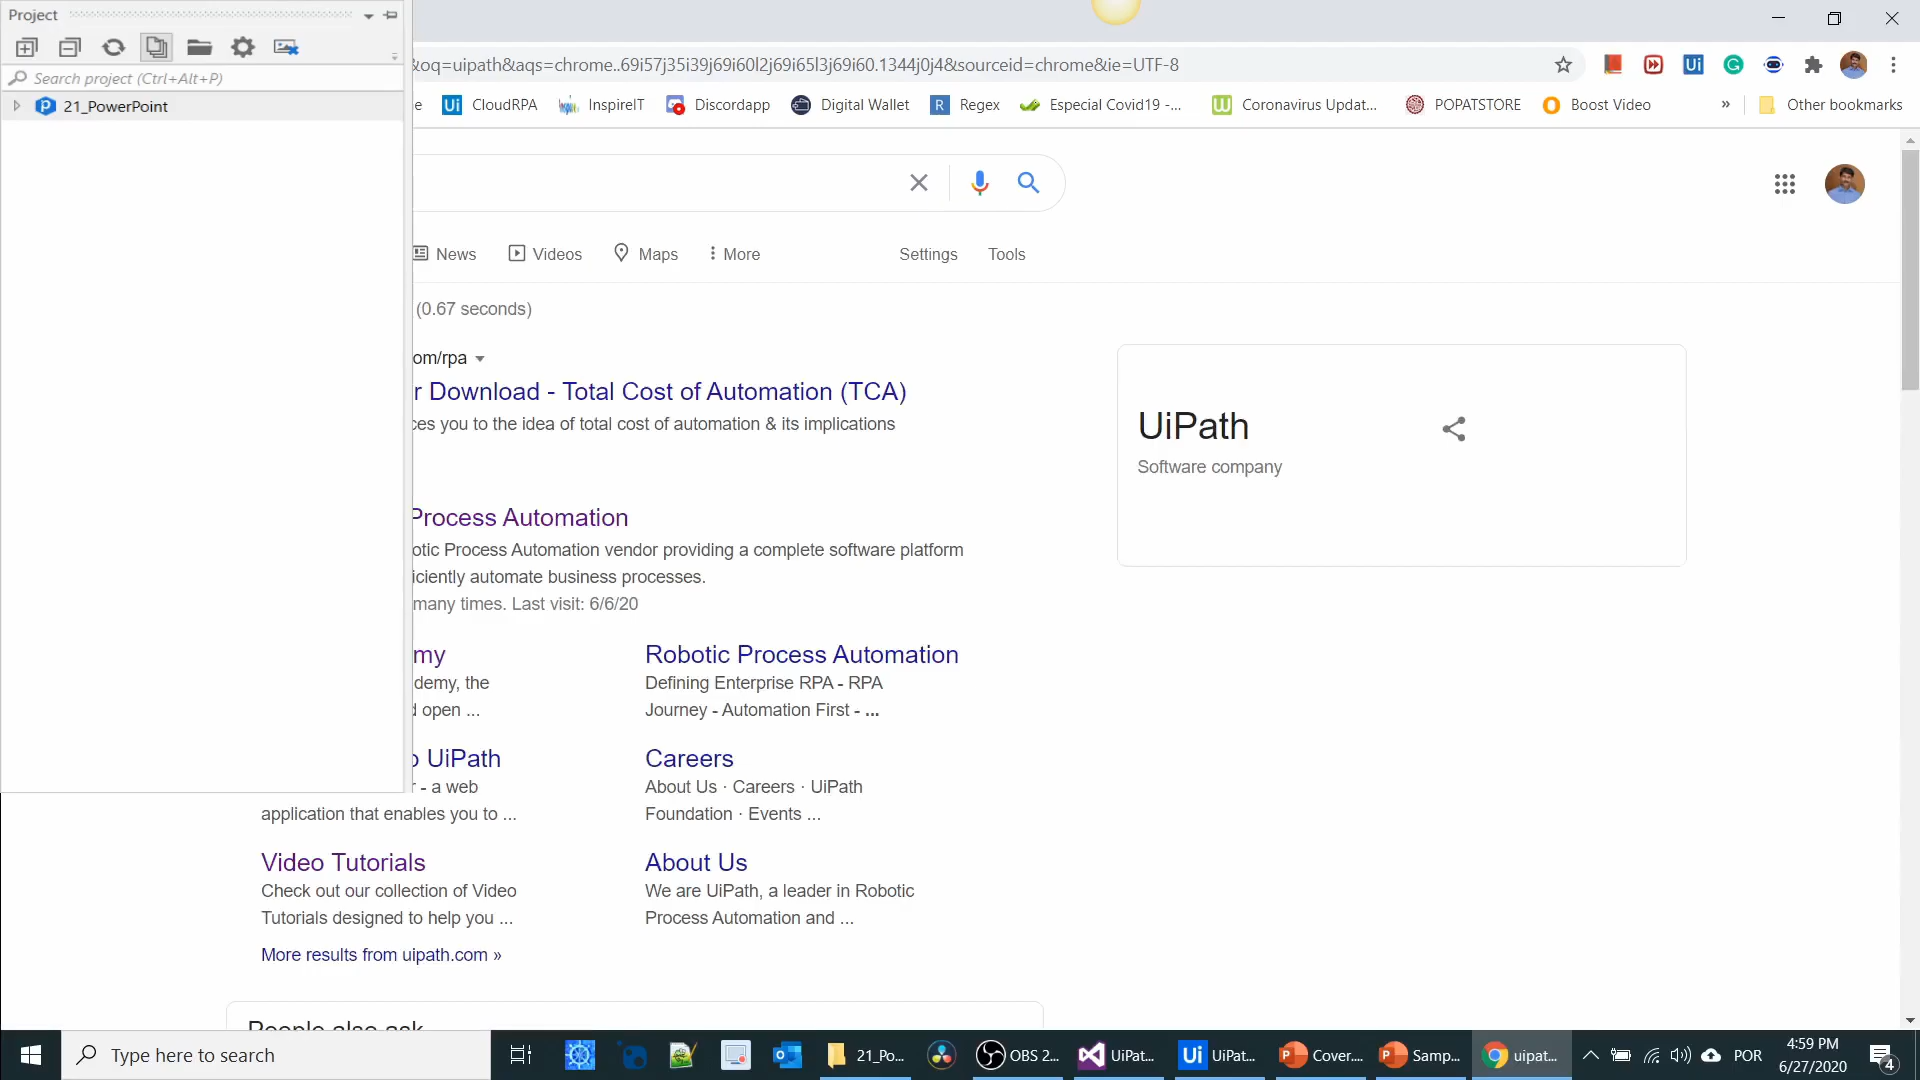 Project
Search project (Ctrl+Alt+P)
21_PowerPoint
&oq=uipath&aqs=chrome..69i57j35i39j69i60l2j69i65l3j69i60.1344j0j4&sourceid=chrome&ie=UTF-8
e Ui CloudRPA InspireIT Discordapp Digital Wallet R Regex Especial Covid19 -... Coronavirus Updat... POPATSTORE Boost Video » Other bookmarks
News Videos Maps More Settings Tools
(0.67 seconds)
om/rpa
r Download - Total Cost of Automation (TCA)
ces you to the idea of total cost of automation & its implications
UiPath
Software company
Process Automation
otic Process Automation vendor providing a complete software platform
iciently automate business processes.
many times. Last visit: 6/6/20
my
demy, the
d open ...
Robotic Process Automation
Defining Enterprise RPA - RPA
Journey - Automation First - ...
o UiPath
r - a web
application that enables you to ...
Careers
About Us · Careers · UiPath
Foundation · Events ...
Video Tutorials
Check out our collection of Video
Tutorials designed to help you ...
About Us
We are UiPath, a leader in Robotic
Process Automation and ...
More results from uipath.com »
People also ask
Type here to search
21_Po... OBS 2... UiPat... Ui UiPat... Cover.... Samp... uipat... POR
4:59 PM
6/27/2020
4